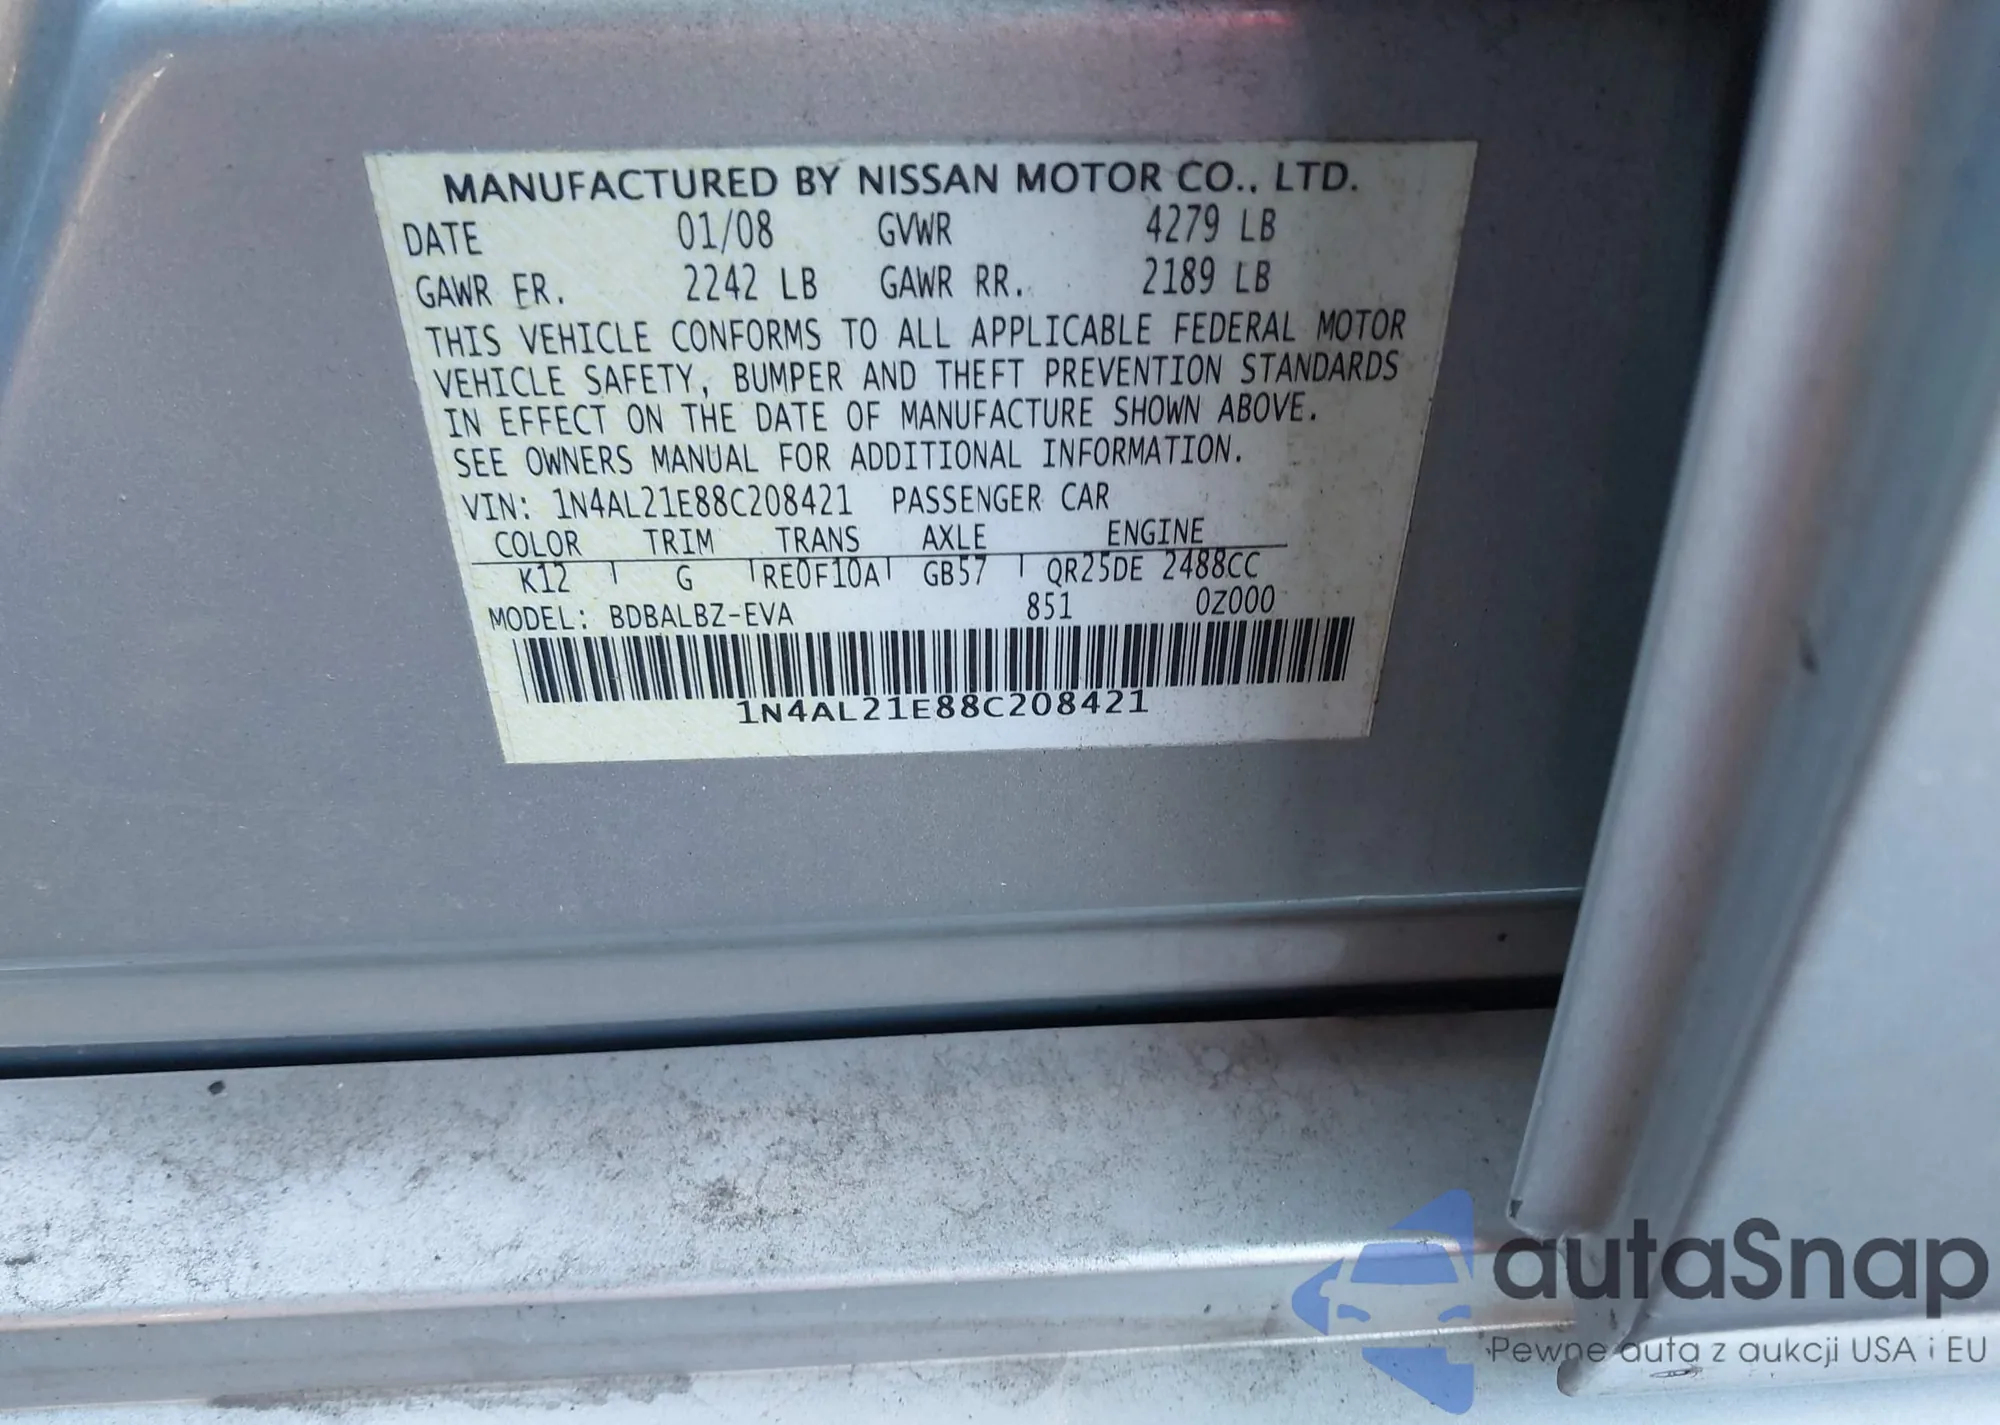 MANUFACTURED BY NISSAN MOTOR CO., LTD.
DATE 01/08 GVWR 4279 LB
GAWR FR. 2242 LB GAWR RR. 2189 LB
THIS VEHICLE CONFORMS TO ALL APPLICABLE FEDERAL MOTOR
VEHICLE SAFETY, BUMPER AND THEFT PREVENTION STANDARDS
IN EFFECT ON THE DATE OF MANUFACTURE SHOWN ABOVE.
SEE OWNERS MANUAL FOR ADDITIONAL INFORMATION.
VIN: 1N4AL21E88C208421 PASSENGER CAR
COLOR TRIM TRANS AXLE ENGINE
K12 G RE0F10A GB57 QR25DE 2488CC
MODEL: BDBALBZ-EVA 851 0Z000
1N4AL21E88C208421
autaSnap
Pewne auta z aukcji USA i EU